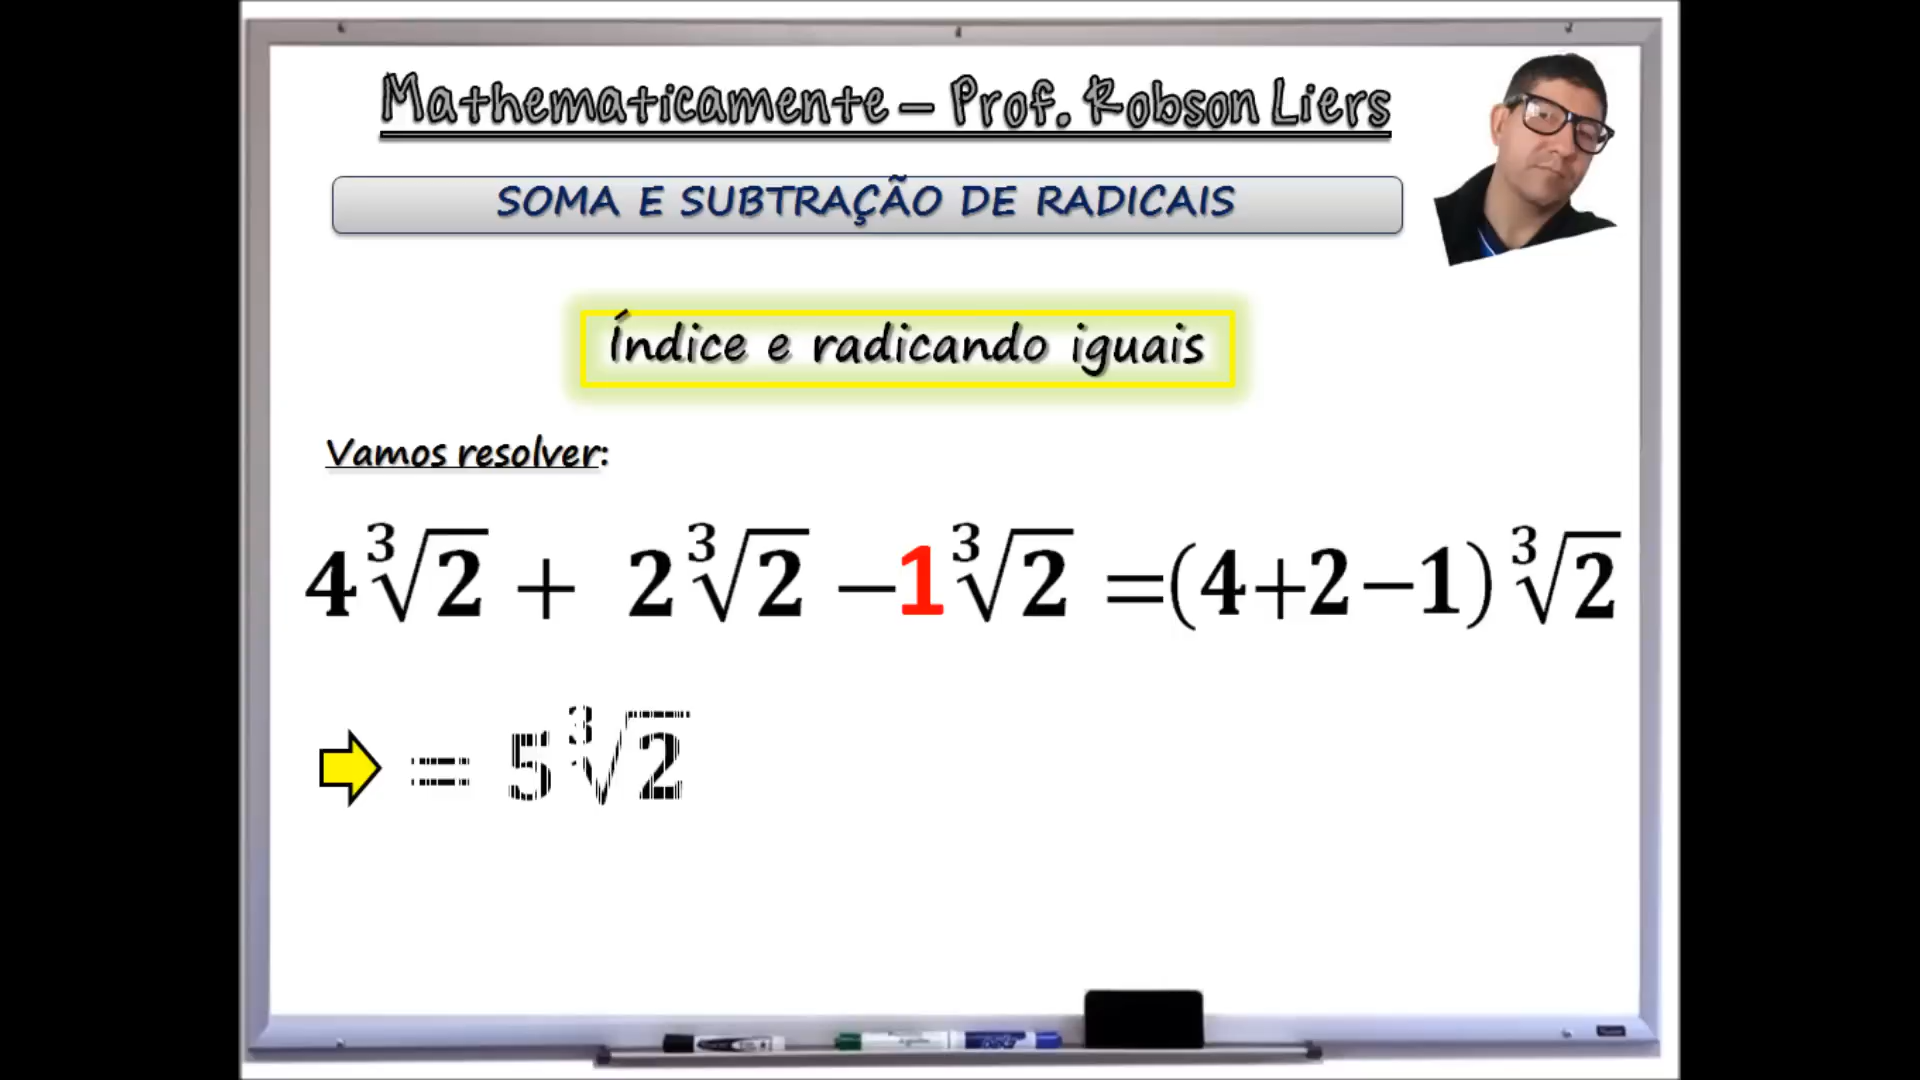 Mathematicamente – Prof. Robson Liers
SOMA E SUBTRAÇÃO DE RADICAIS
Índice e radicando iguais
Vamos resolver:
4∛2 + 2∛2 −1∛2 =(4+2−1)∛2
= 5∛2